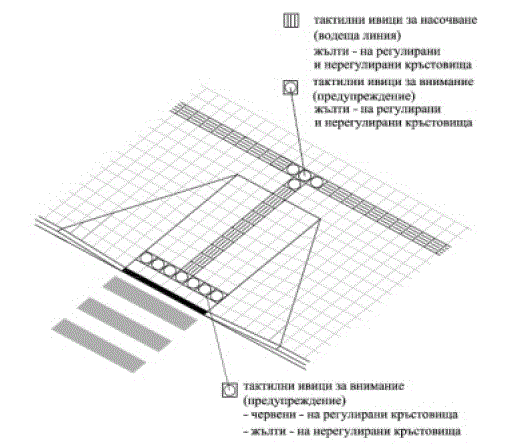 тактилни ивици за насочване
(водеща линия)
жълти - на регулирани
и нерегулирани кръстовища
тактилни ивици за внимание
(предупреждение)
жълти - на регулирани
и нерегулирани кръстовища
тактилни ивици за внимание
(предупреждение)
- червени - на регулирани кръстовища
- жълти - на нерегулирани кръстовища